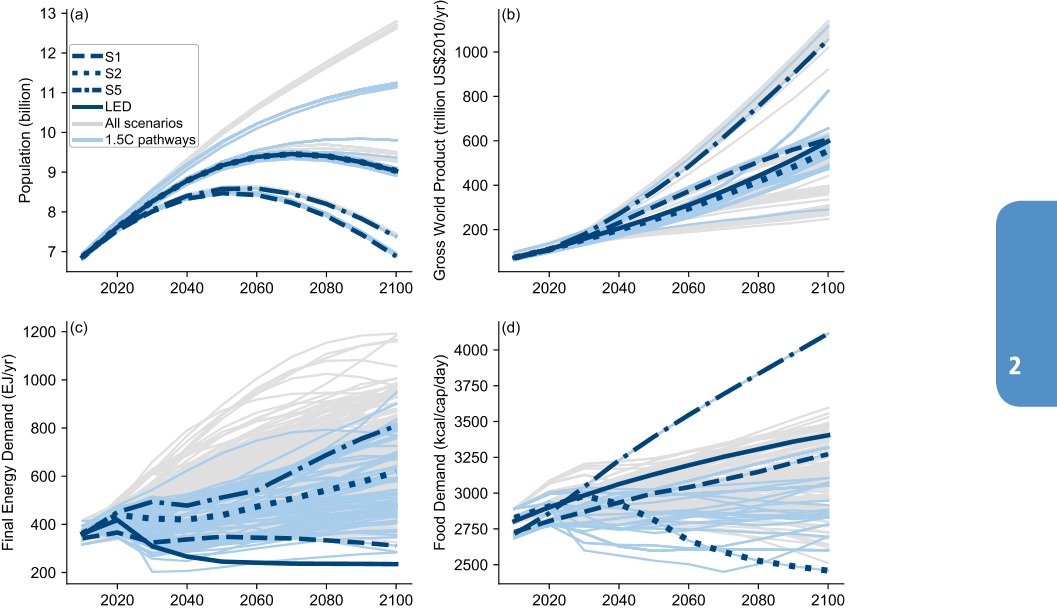 (a)
Population (billion)
13
12
11
10
9
8
7
S1
S2
S5
LED
All scenarios
1.5C pathways
2020 2040 2060 2080 2100
(b)
Gross World Product (trillion US$2010/yr)
1000
800
600
400
200
2020 2040 2060 2080 2100
(c)
Final Energy Demand (EJ/yr)
1200
1000
800
600
400
200
2020 2040 2060 2080 2100
(d)
Food Demand (kcal/cap/day)
4000
3750
3500
3250
3000
2750
2500
2020 2040 2060 2080 2100
2